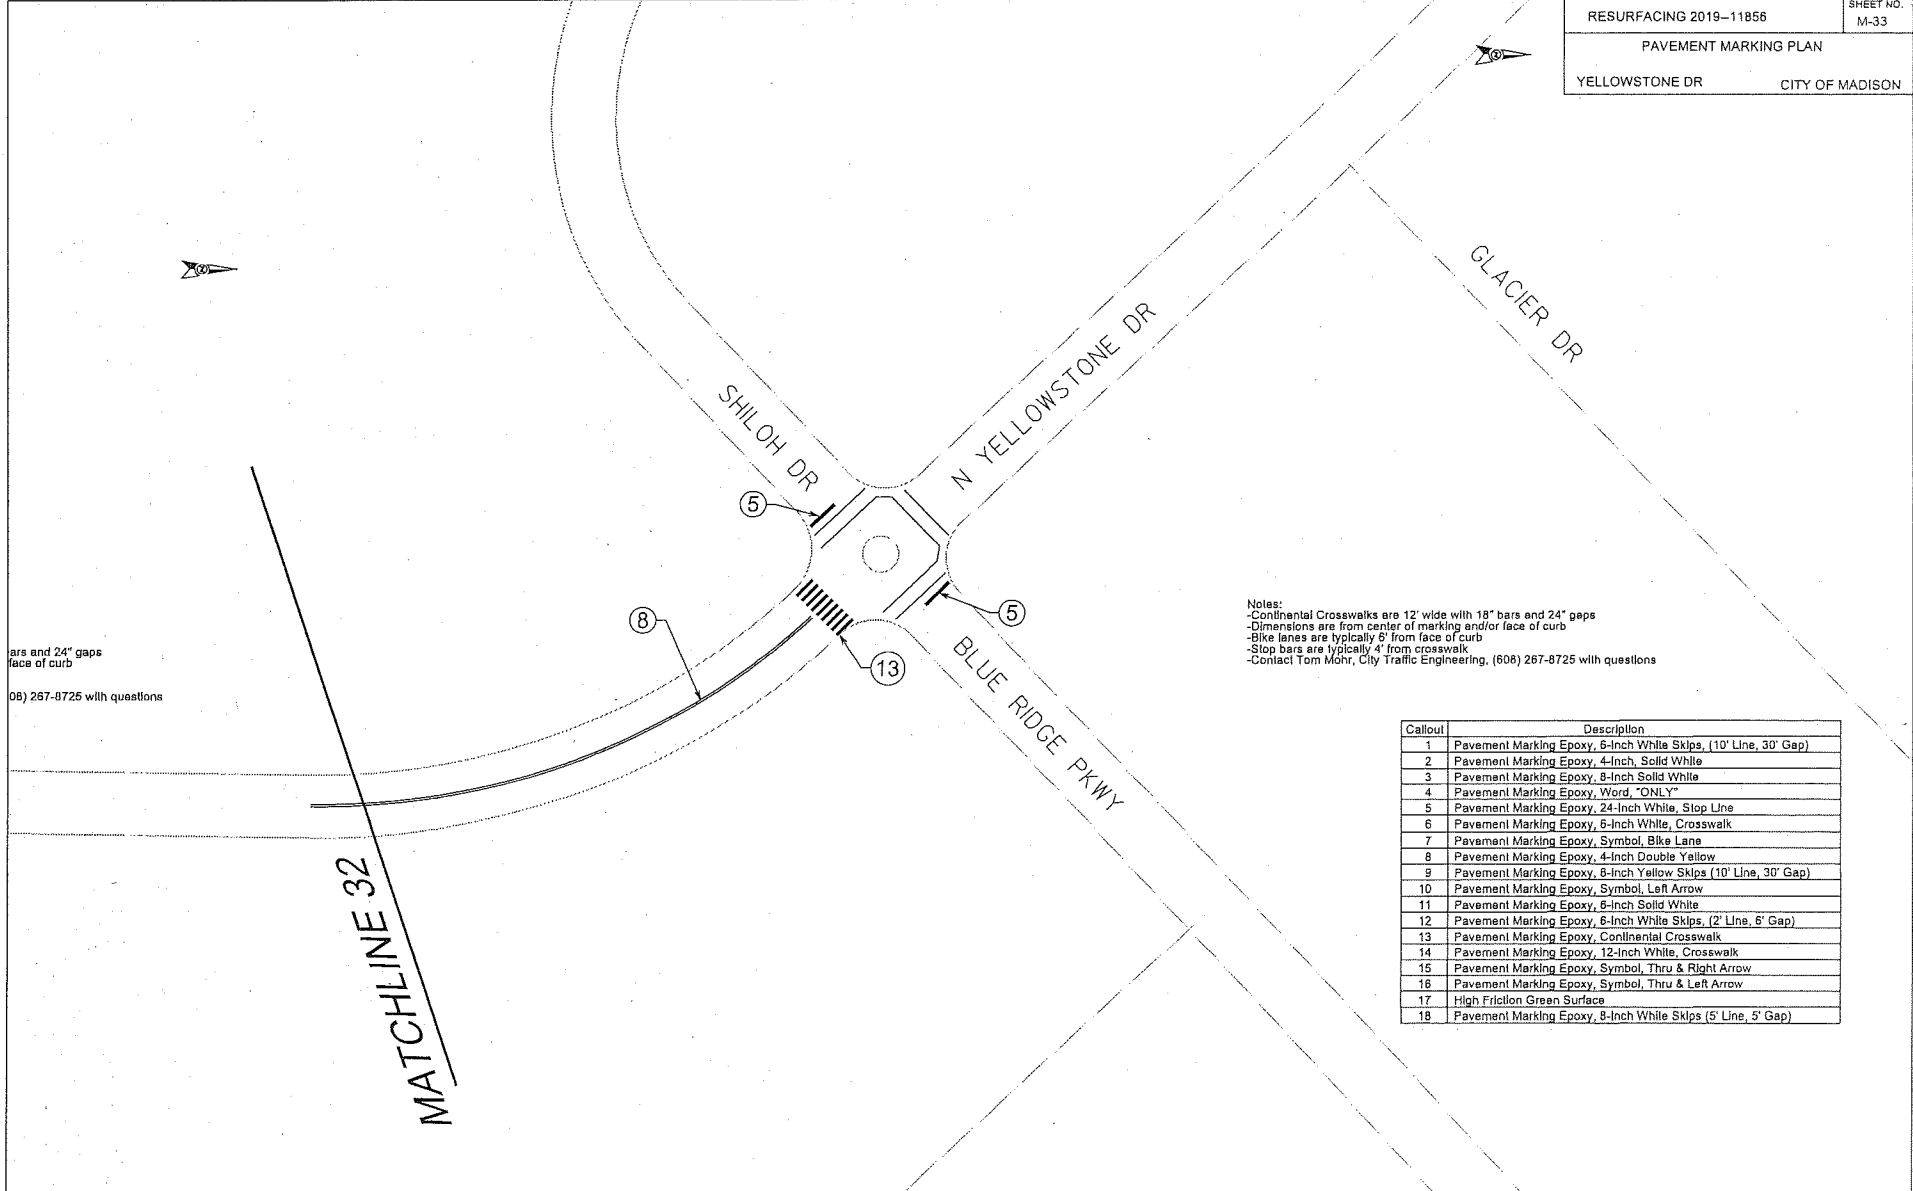 RESURFACING 2019-11856
SHEET NO.
M-33
PAVEMENT MARKING PLAN
YELLOWSTONE DR CITY OF MADISON
GLACIER DR
N YELLOWSTONE DR
SHILOH DR
5
5
8
13
BLUE RIDGE PKWY
MATCHLINE 32
ars and 24" gaps
face of curb
08) 267-8725 with questions
Notes:
-Continental Crosswalks are 12' wide with 18" bars and 24" gaps
-Dimensions are from center of marking and/or face of curb
-Bike lanes are typically 6' from face of curb
-Stop bars are typically 4' from crosswalk
-Contact Tom Mohr, City Traffic Engineering, (608) 267-8725 with questions
Callout Description
1 Pavement Marking Epoxy, 6-Inch White Skips, (10' Line, 30' Gap)
2 Pavement Marking Epoxy, 4-Inch, Solid White
3 Pavement Marking Epoxy, 8-Inch Solid White
4 Pavement Marking Epoxy, Word, "ONLY"
5 Pavement Marking Epoxy, 24-Inch White, Stop Line
6 Pavement Marking Epoxy, 6-Inch White, Crosswalk
7 Pavement Marking Epoxy, Symbol, Bike Lane
8 Pavement Marking Epoxy, 4-Inch Double Yellow
9 Pavement Marking Epoxy, 6-Inch Yellow Skips (10' Line, 30' Gap)
10 Pavement Marking Epoxy, Symbol, Left Arrow
11 Pavement Marking Epoxy, 6-Inch Solid White
12 Pavement Marking Epoxy, 6-Inch White Skips, (2' Line, 6' Gap)
13 Pavement Marking Epoxy, Continental Crosswalk
14 Pavement Marking Epoxy, 12-Inch White, Crosswalk
15 Pavement Marking Epoxy, Symbol, Thru & Right Arrow
16 Pavement Marking Epoxy, Symbol, Thru & Left Arrow
17 High Friction Green Surface
18 Pavement Marking Epoxy, 8-Inch White Skips (5' Line, 5' Gap)